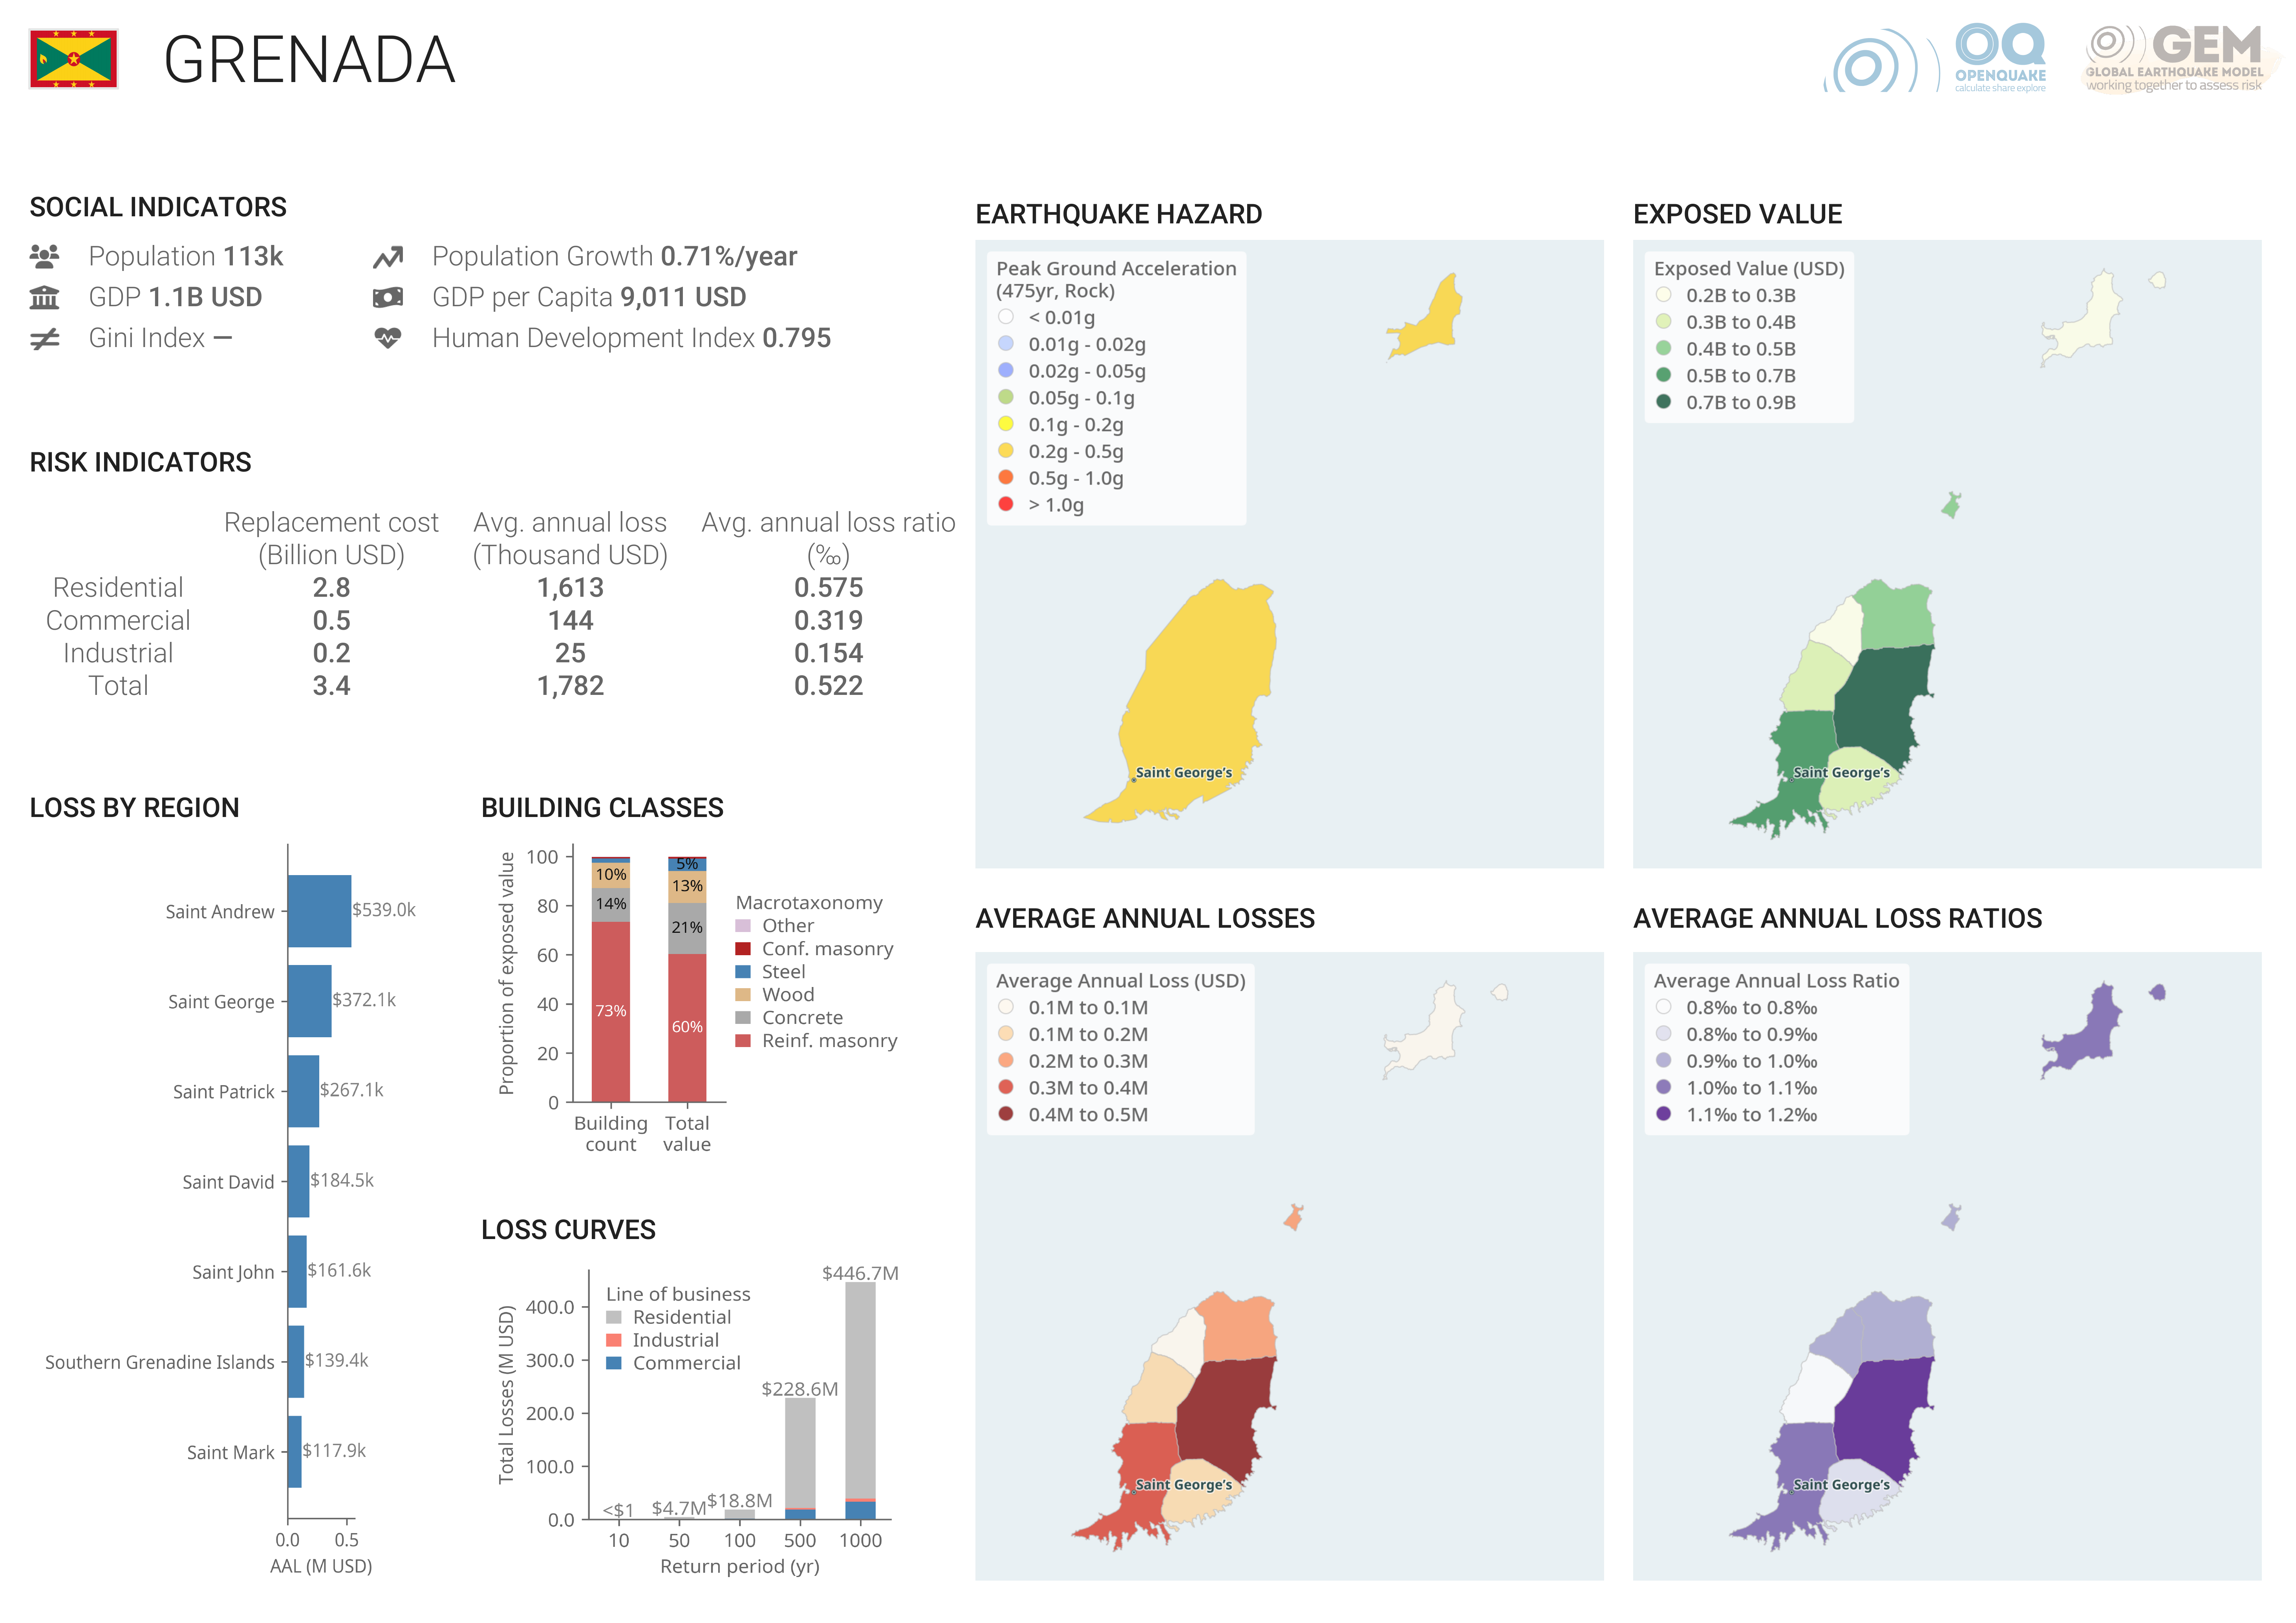 GRENADA
OQ
OPENQUAKE
calculate share explore
GEM
GLOBAL EARTHQUAKE MODEL
working together to assess risk
SOCIAL INDICATORS
Population 113k
Population Growth 0.71%/year
GDP 1.1B USD
GDP per Capita 9,011 USD
Gini Index —
Human Development Index 0.795
RISK INDICATORS
Replacement cost Avg. annual loss Avg. annual loss ratio
(Billion USD) (Thousand USD) (‰)
Residential 2.8 1,613 0.575
Commercial 0.5 144 0.319
Industrial 0.2 25 0.154
Total 3.4 1,782 0.522
LOSS BY REGION
Saint Andrew $539.0k
Saint George $372.1k
Saint Patrick $267.1k
Saint David $184.5k
Saint John $161.6k
Southern Grenadine Islands $139.4k
Saint Mark $117.9k
0.0 0.5
AAL (M USD)
BUILDING CLASSES
Proportion of exposed value
100
80
60
40
20
0
10%
14%
73%
5%
13%
21%
60%
Building count
Total value
Macrotaxonomy
Other
Conf. masonry
Steel
Wood
Concrete
Reinf. masonry
LOSS CURVES
Total Losses (M USD)
400.0
300.0
200.0
100.0
0.0
Line of business
Residential
Industrial
Commercial
<$1
$4.7M
$18.8M
$228.6M
$446.7M
10 50 100 500 1000
Return period (yr)
EARTHQUAKE HAZARD
Peak Ground Acceleration
(475yr, Rock)
< 0.01g
0.01g - 0.02g
0.02g - 0.05g
0.05g - 0.1g
0.1g - 0.2g
0.2g - 0.5g
0.5g - 1.0g
> 1.0g
Saint George's
EXPOSED VALUE
Exposed Value (USD)
0.2B to 0.3B
0.3B to 0.4B
0.4B to 0.5B
0.5B to 0.7B
0.7B to 0.9B
Saint George's
AVERAGE ANNUAL LOSSES
Average Annual Loss (USD)
0.1M to 0.1M
0.1M to 0.2M
0.2M to 0.3M
0.3M to 0.4M
0.4M to 0.5M
Saint George's
AVERAGE ANNUAL LOSS RATIOS
Average Annual Loss Ratio
0.8‰ to 0.8‰
0.8‰ to 0.9‰
0.9‰ to 1.0‰
1.0‰ to 1.1‰
1.1‰ to 1.2‰
Saint George's